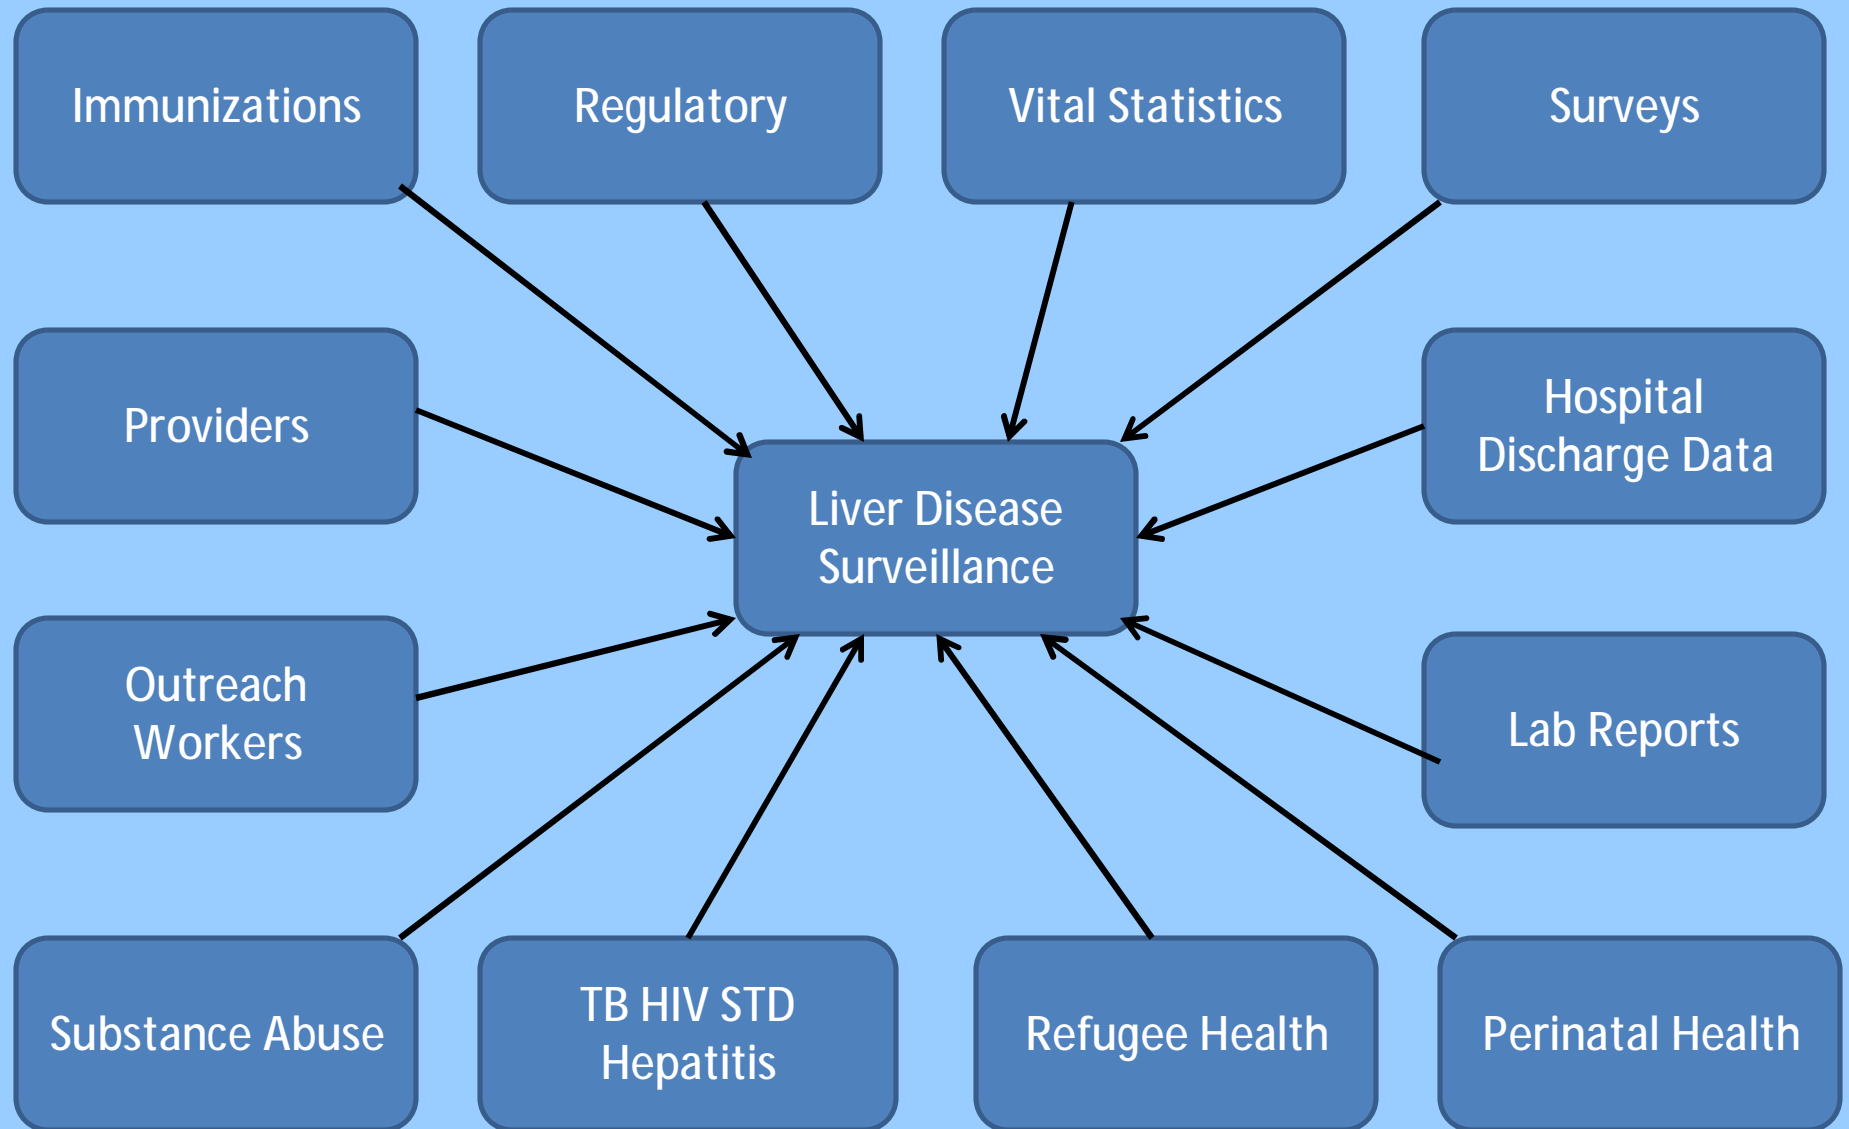 Immunizations
Regulatory
Vital Statistics
Surveys
Providers
Hospital
Discharge Data
Liver Disease
Surveillance
Outreach
Workers
Lab Reports
Substance Abuse
TB HIV STD
Hepatitis
Refugee Health
Perinatal Health